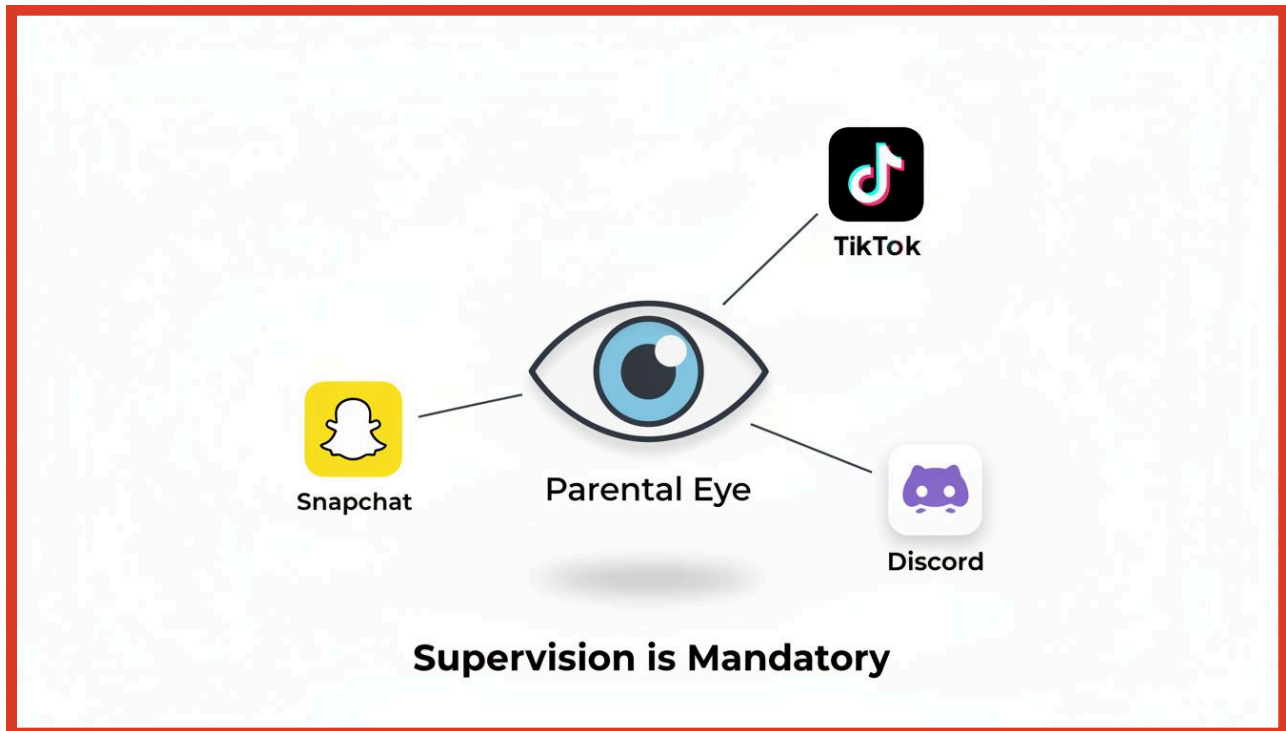 TikTok
Snapchat
Parental Eye
Discord
Supervision is Mandatory